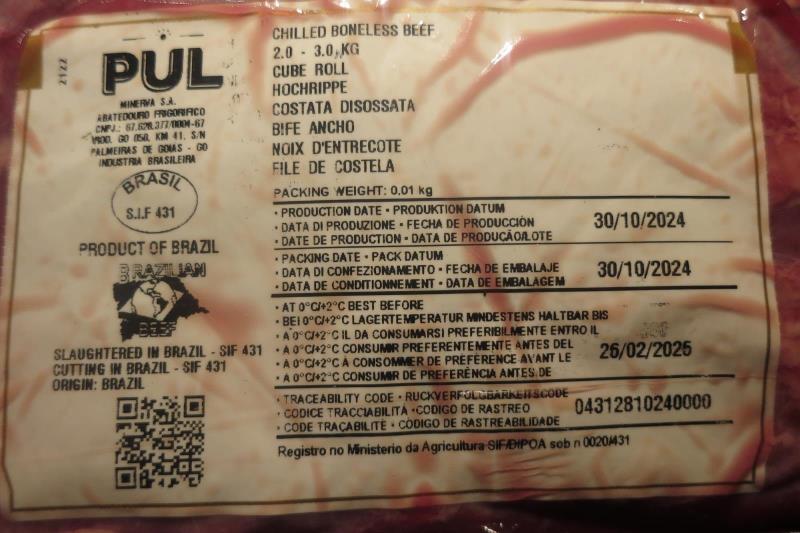 2122
PUL
MINERVA S.A.
ABATEDOURO FRIGORIFICO
CNPJ.: 67.620.377/0004-67
ROD. GO 050, KM 41, S/N
PALMEIRAS DE GOIAS - GO
INDUSTRIA BRASILEIRA
BRASIL
S.I.F 431
PRODUCT OF BRAZIL
BRAZILIAN
BEEF
SLAUGHTERED IN BRAZIL - SIF 431
CUTTING IN BRAZIL - SIF 431
ORIGIN: BRAZIL
CHILLED BONELESS BEEF
2.0 - 3.0 KG
CUBE ROLL
HOCHRIPPE
COSTATA DISOSSATA
BIFE ANCHO
NOIX D'ENTRECOTE
FILE DE COSTELA
PACKING WEIGHT: 0.01 kg
• PRODUCTION DATE • PRODUKTION DATUM
• DATA DI PRODUZIONE • FECHA DE PRODUCCIÓN
• DATE DE PRODUCTION • DATA DE PRODUÇÃO/LOTE
30/10/2024
• PACKING DATE • PACK DATUM
• DATA DI CONFEZIONAMENTO • FECHA DE EMBALAJE
• DATA DE CONDITIONNEMENT • DATA DE EMBALAGEM
30/10/2024
• AT 0°C/+2°C BEST BEFORE
• BEI 0°C/+2°C LAGERTEMPERATUR MINDESTENS HALTBAR BIS
• A 0°C/+2°C IL DA CONSUMARSI PREFERIBILMENTE ENTRO IL
• A 0°C/+2°C CONSUMIR PREFERENTEMENTE ANTES DEL
• A 0°C/+2°C À CONSOMMER DE PRÉFÉRENCE AVANT LE
• A 0°C/+2°C CONSUMIR DE PREFERÊNCIA ANTES DE
26/02/2025
• TRACEABILITY CODE • RUCKVERFOLGBARKEITSCODE
• CODICE TRACCIABILITÀ • CODIGO DE RASTREO
• CODE TRAÇABILITÉ • CÓDIGO DE RASTREABILIDADE
04312810240000
Registro no Ministerio da Agricultura SIF/DIPOA sob n 0020/431